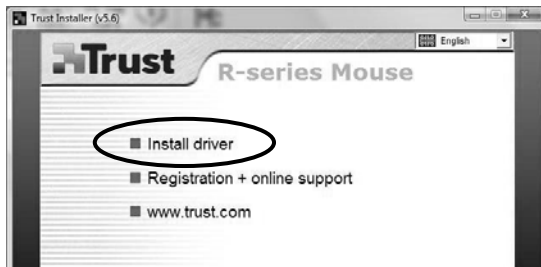 Trust Installer (v5.6)
English
Trust
R-series Mouse
Install driver
Registration + online support
www.trust.com